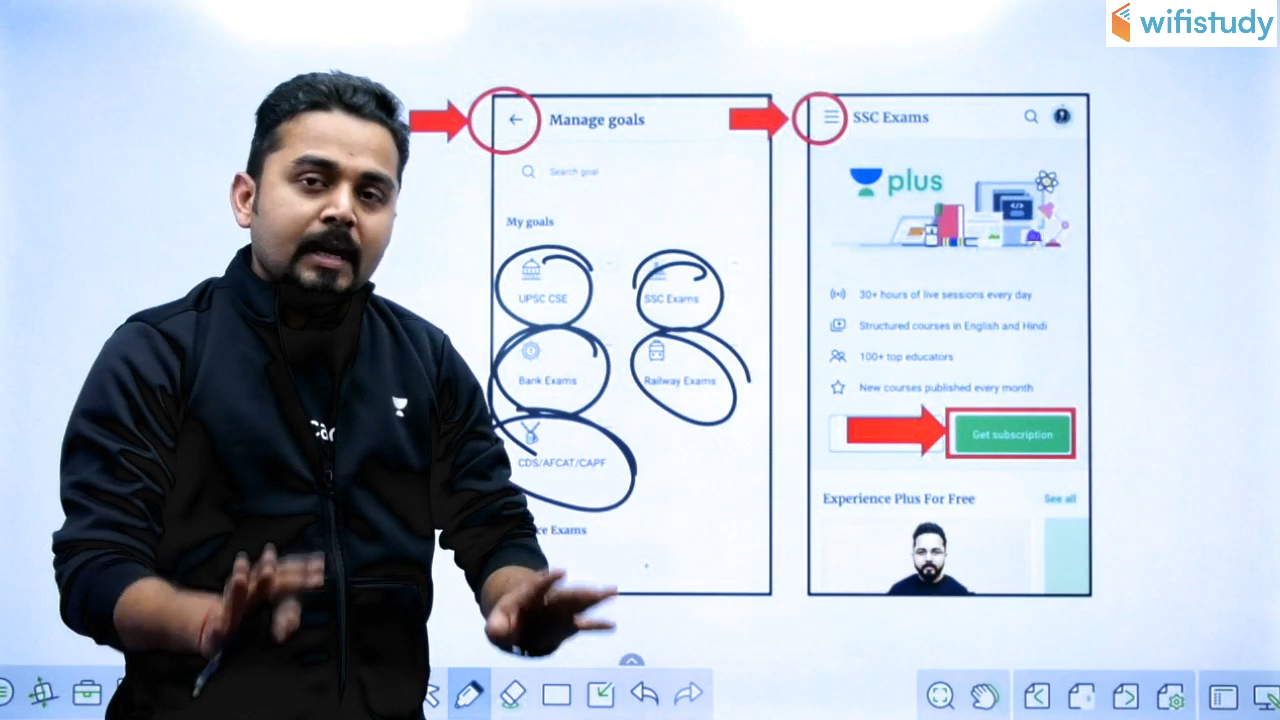 wifistudy
Manage goals
Search goal
My goals
UPSC CSE
SSC Exams
Bank Exams
Railway Exams
CDS/AFCAT/CAPF
ce Exams
SSC Exams
plus
30+ hours of live sessions every day
Structured courses in English and Hindi
100+ top educators
New courses published every month
Get subscription
Experience Plus For Free
See all